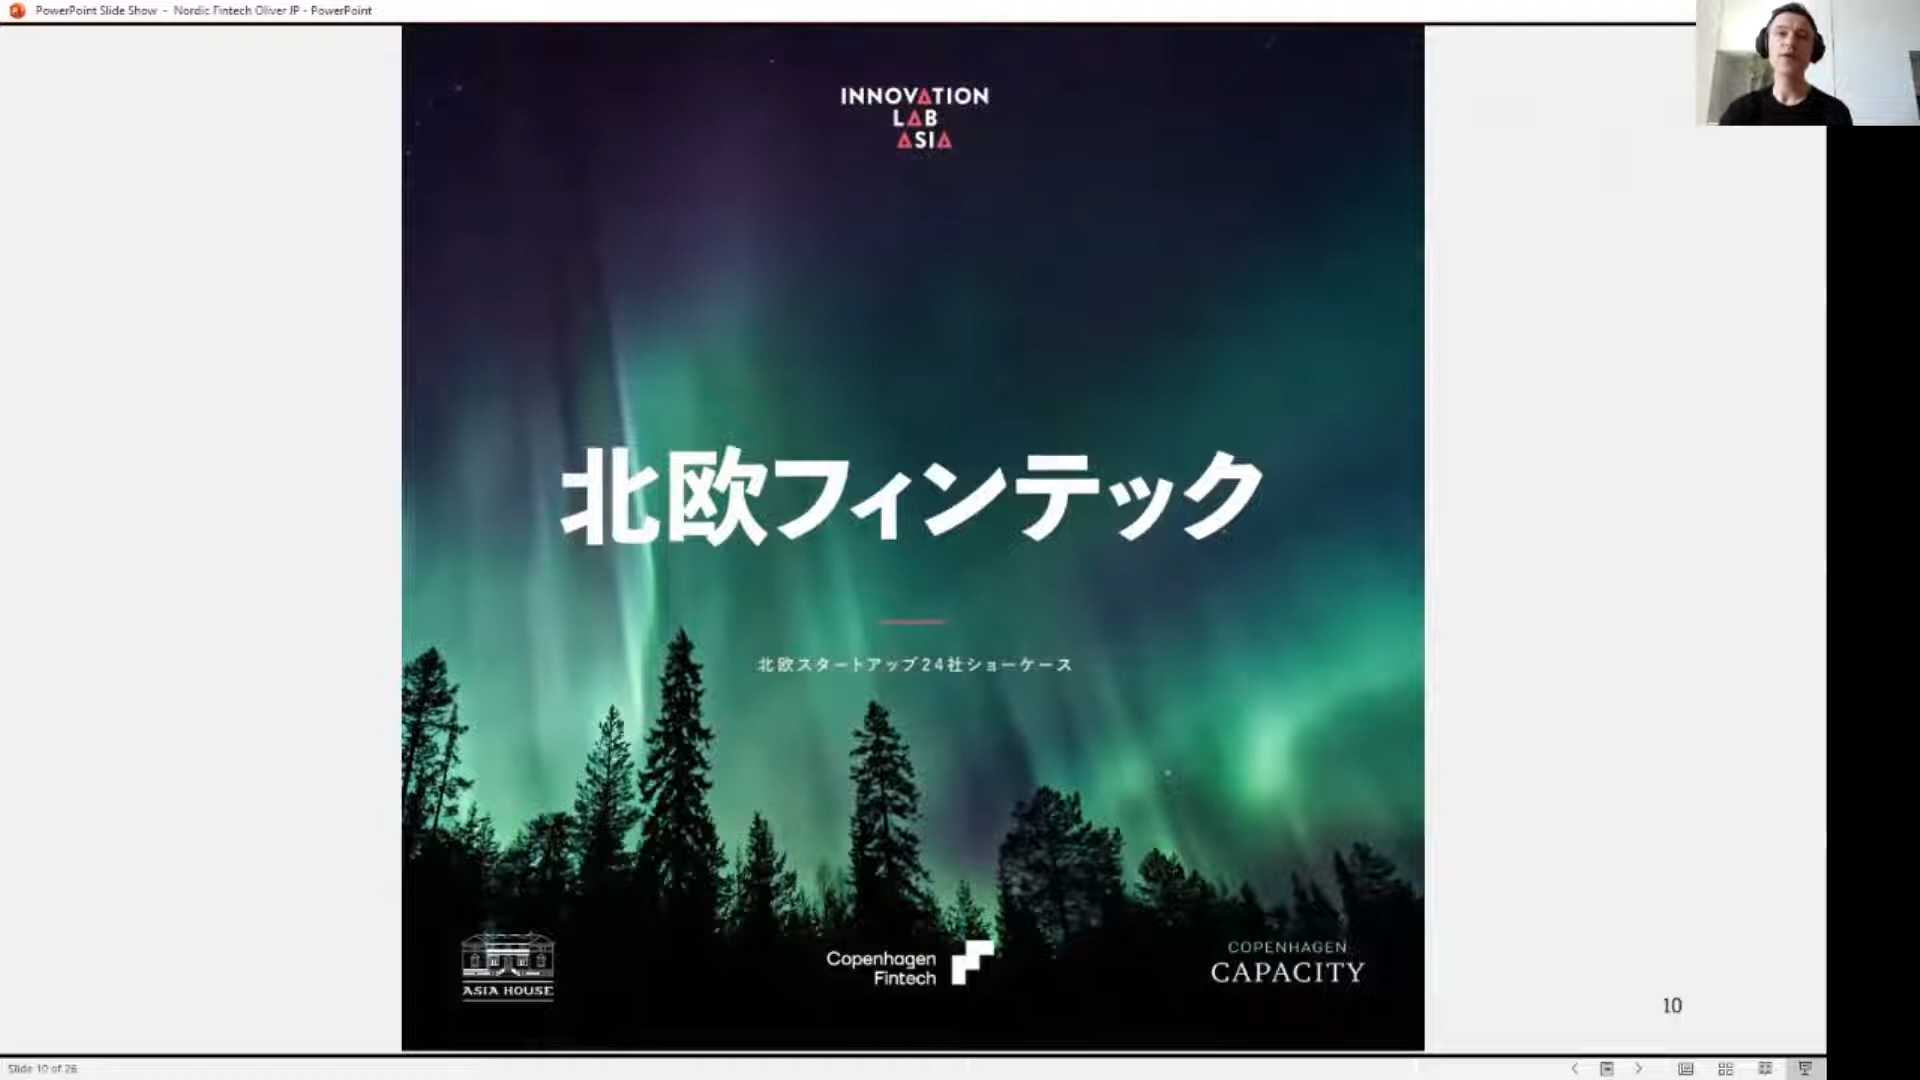 PowerPoint Slide Show - Nordic Fintech Oliver JP - PowerPoint
INNOVATION
LAB
ASIA
北欧フィンテック
北欧スタートアップ24社ショーケース
ASIA HOUSE
Copenhagen
Fintech
COPENHAGEN
CAPACITY
10
Slide 10 of 26